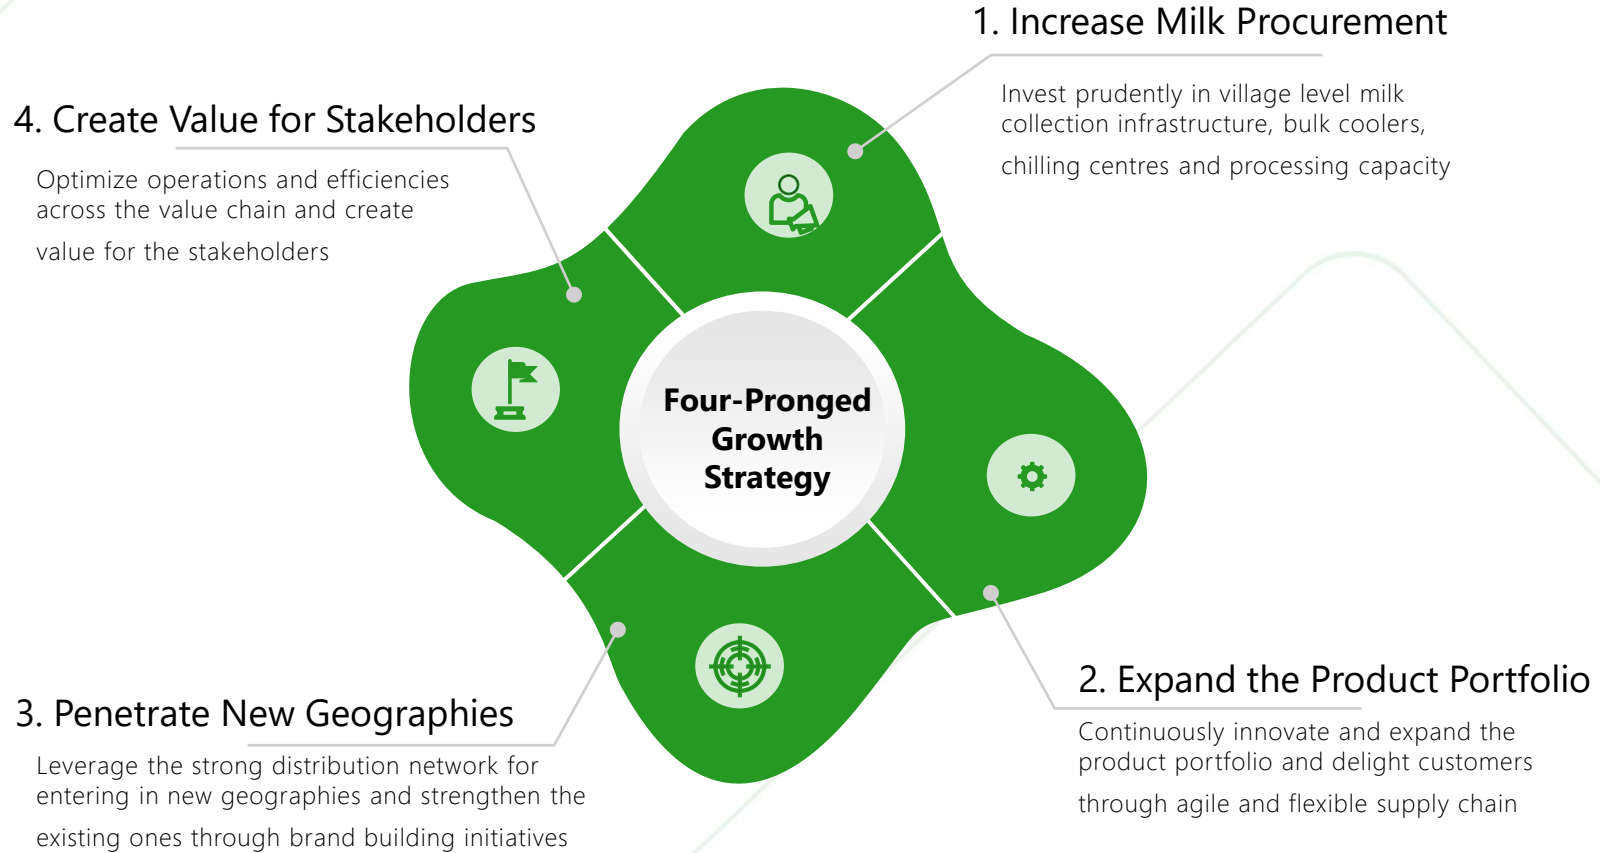 1. Increase Milk Procurement
Invest prudently in village level milk
collection infrastructure, bulk coolers,
chilling centres and processing capacity
4. Create Value for Stakeholders
Optimize operations and efficiencies
across the value chain and create
value for the stakeholders
Four-Pronged
Growth
Strategy
2. Expand the Product Portfolio
Continuously innovate and expand the
product portfolio and delight customers
through agile and flexible supply chain
3. Penetrate New Geographies
Leverage the strong distribution network for
entering in new geographies and strengthen the
existing ones through brand building initiatives